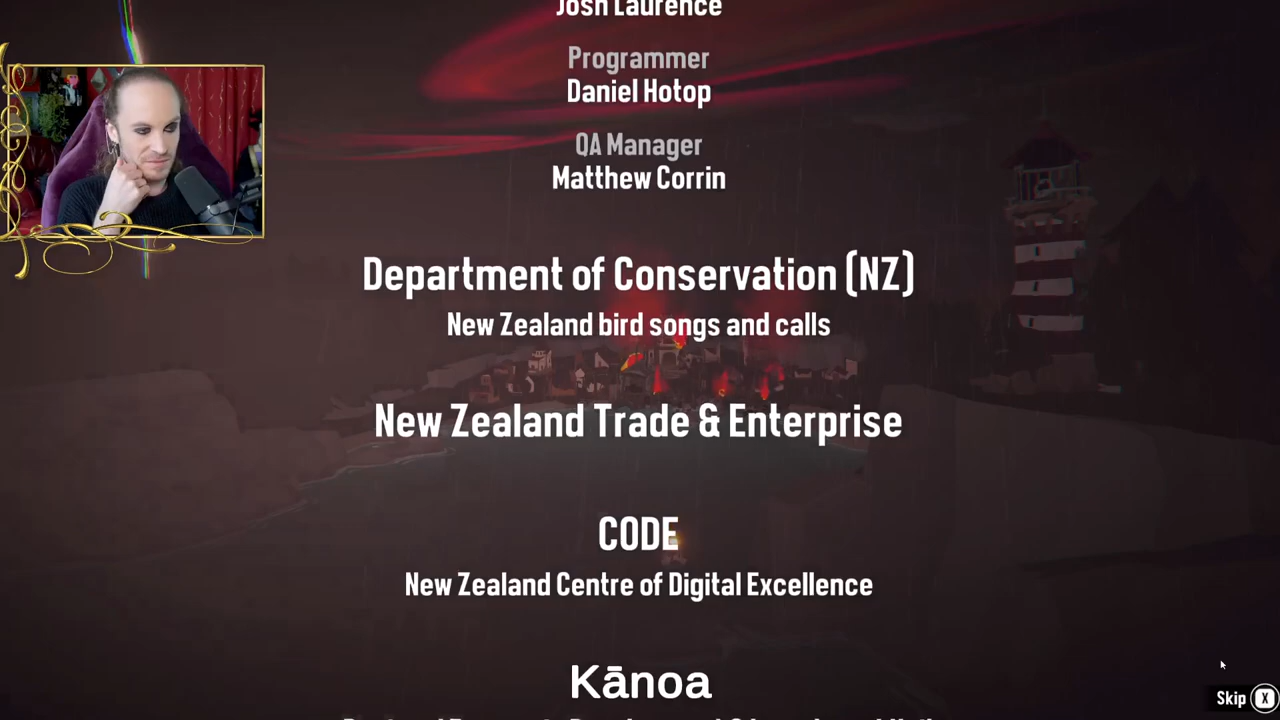 Josh Laurence
Programmer
Daniel Hotop
QA Manager
Matthew Corrin
Department of Conservation (NZ)
New Zealand bird songs and calls
New Zealand Trade & Enterprise
CODE
New Zealand Centre of Digital Excellence
Kānoa
Skip X